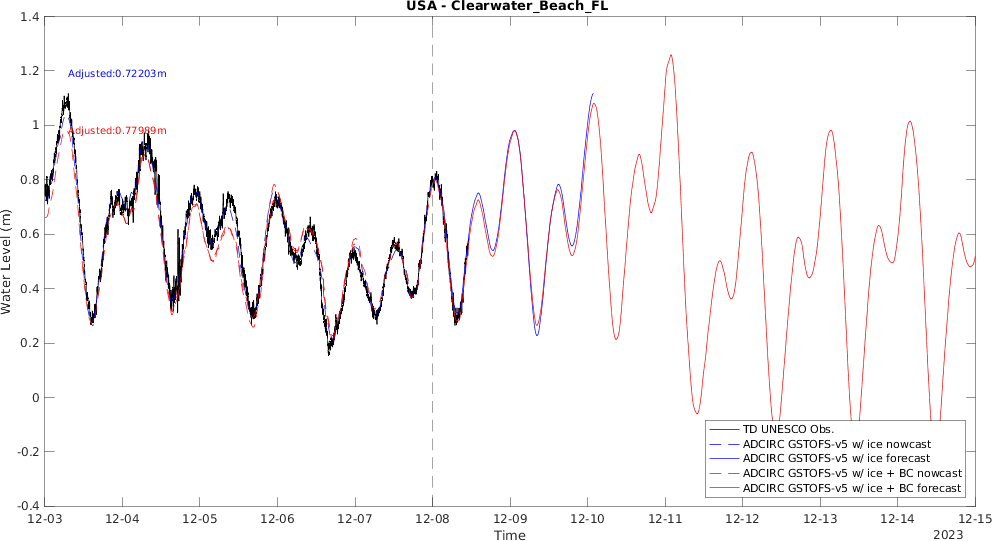 USA - Clearwater_Beach_FL
1.4
1.2
1
0.8
0.6
0.4
0.2
0
-0.2
-0.4
Water Level (m)
Adjusted:0.72203m
Adjusted:0.77989m
TD UNESCO Obs.
ADCIRC GSTOFS-v5 w/ ice nowcast
ADCIRC GSTOFS-v5 w/ ice forecast
ADCIRC GSTOFS-v5 w/ ice + BC nowcast
ADCIRC GSTOFS-v5 w/ ice + BC forecast
12-03 12-04 12-05 12-06 12-07 12-08 12-09 12-10 12-11 12-12 12-13 12-14 12-15
Time
2023